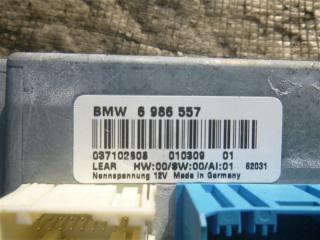 BMW 6 986 557
037102808 010309 01
LEAR HW:00/SW:00/AI:01 62031
Nennspannung 12V Made in Germany